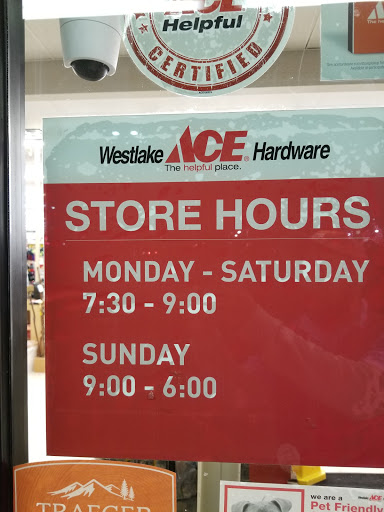 ACE
Helpful
CERTIFIED
Westlake ACE Hardware
The helpful place.
STORE HOURS
MONDAY - SATURDAY
7:30 - 9:00
SUNDAY
9:00 - 6:00
TRAEGER
we are a
Pet Friendly